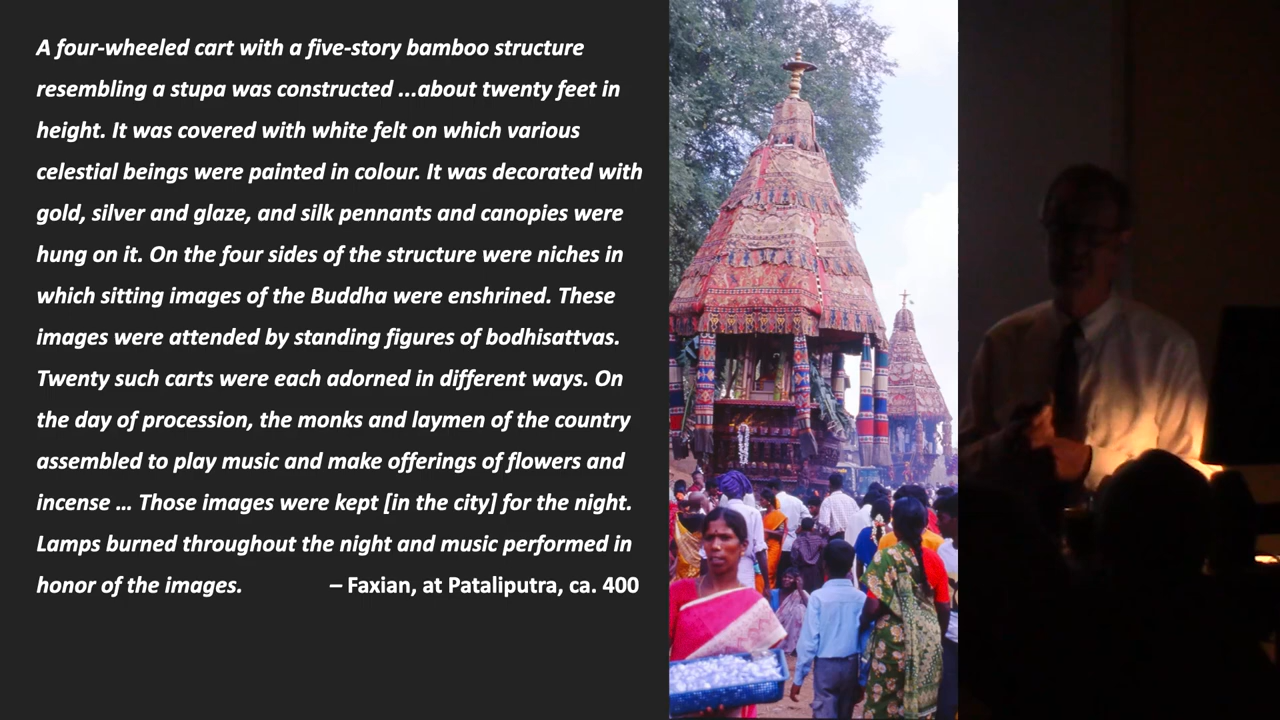 A four-wheeled cart with a five-story bamboo structure
resembling a stupa was constructed ...about twenty feet in
height. It was covered with white felt on which various
celestial beings were painted in colour. It was decorated with
gold, silver and glaze, and silk pennants and canopies were
hung on it. On the four sides of the structure were niches in
which sitting images of the Buddha were enshrined. These
images were attended by standing figures of bodhisattvas.
Twenty such carts were each adorned in different ways. On
the day of procession, the monks and laymen of the country
assembled to play music and make offerings of flowers and
incense ... Those images were kept [in the city] for the night.
Lamps burned throughout the night and music performed in
honor of the images. – Faxian, at Pataliputra, ca. 400